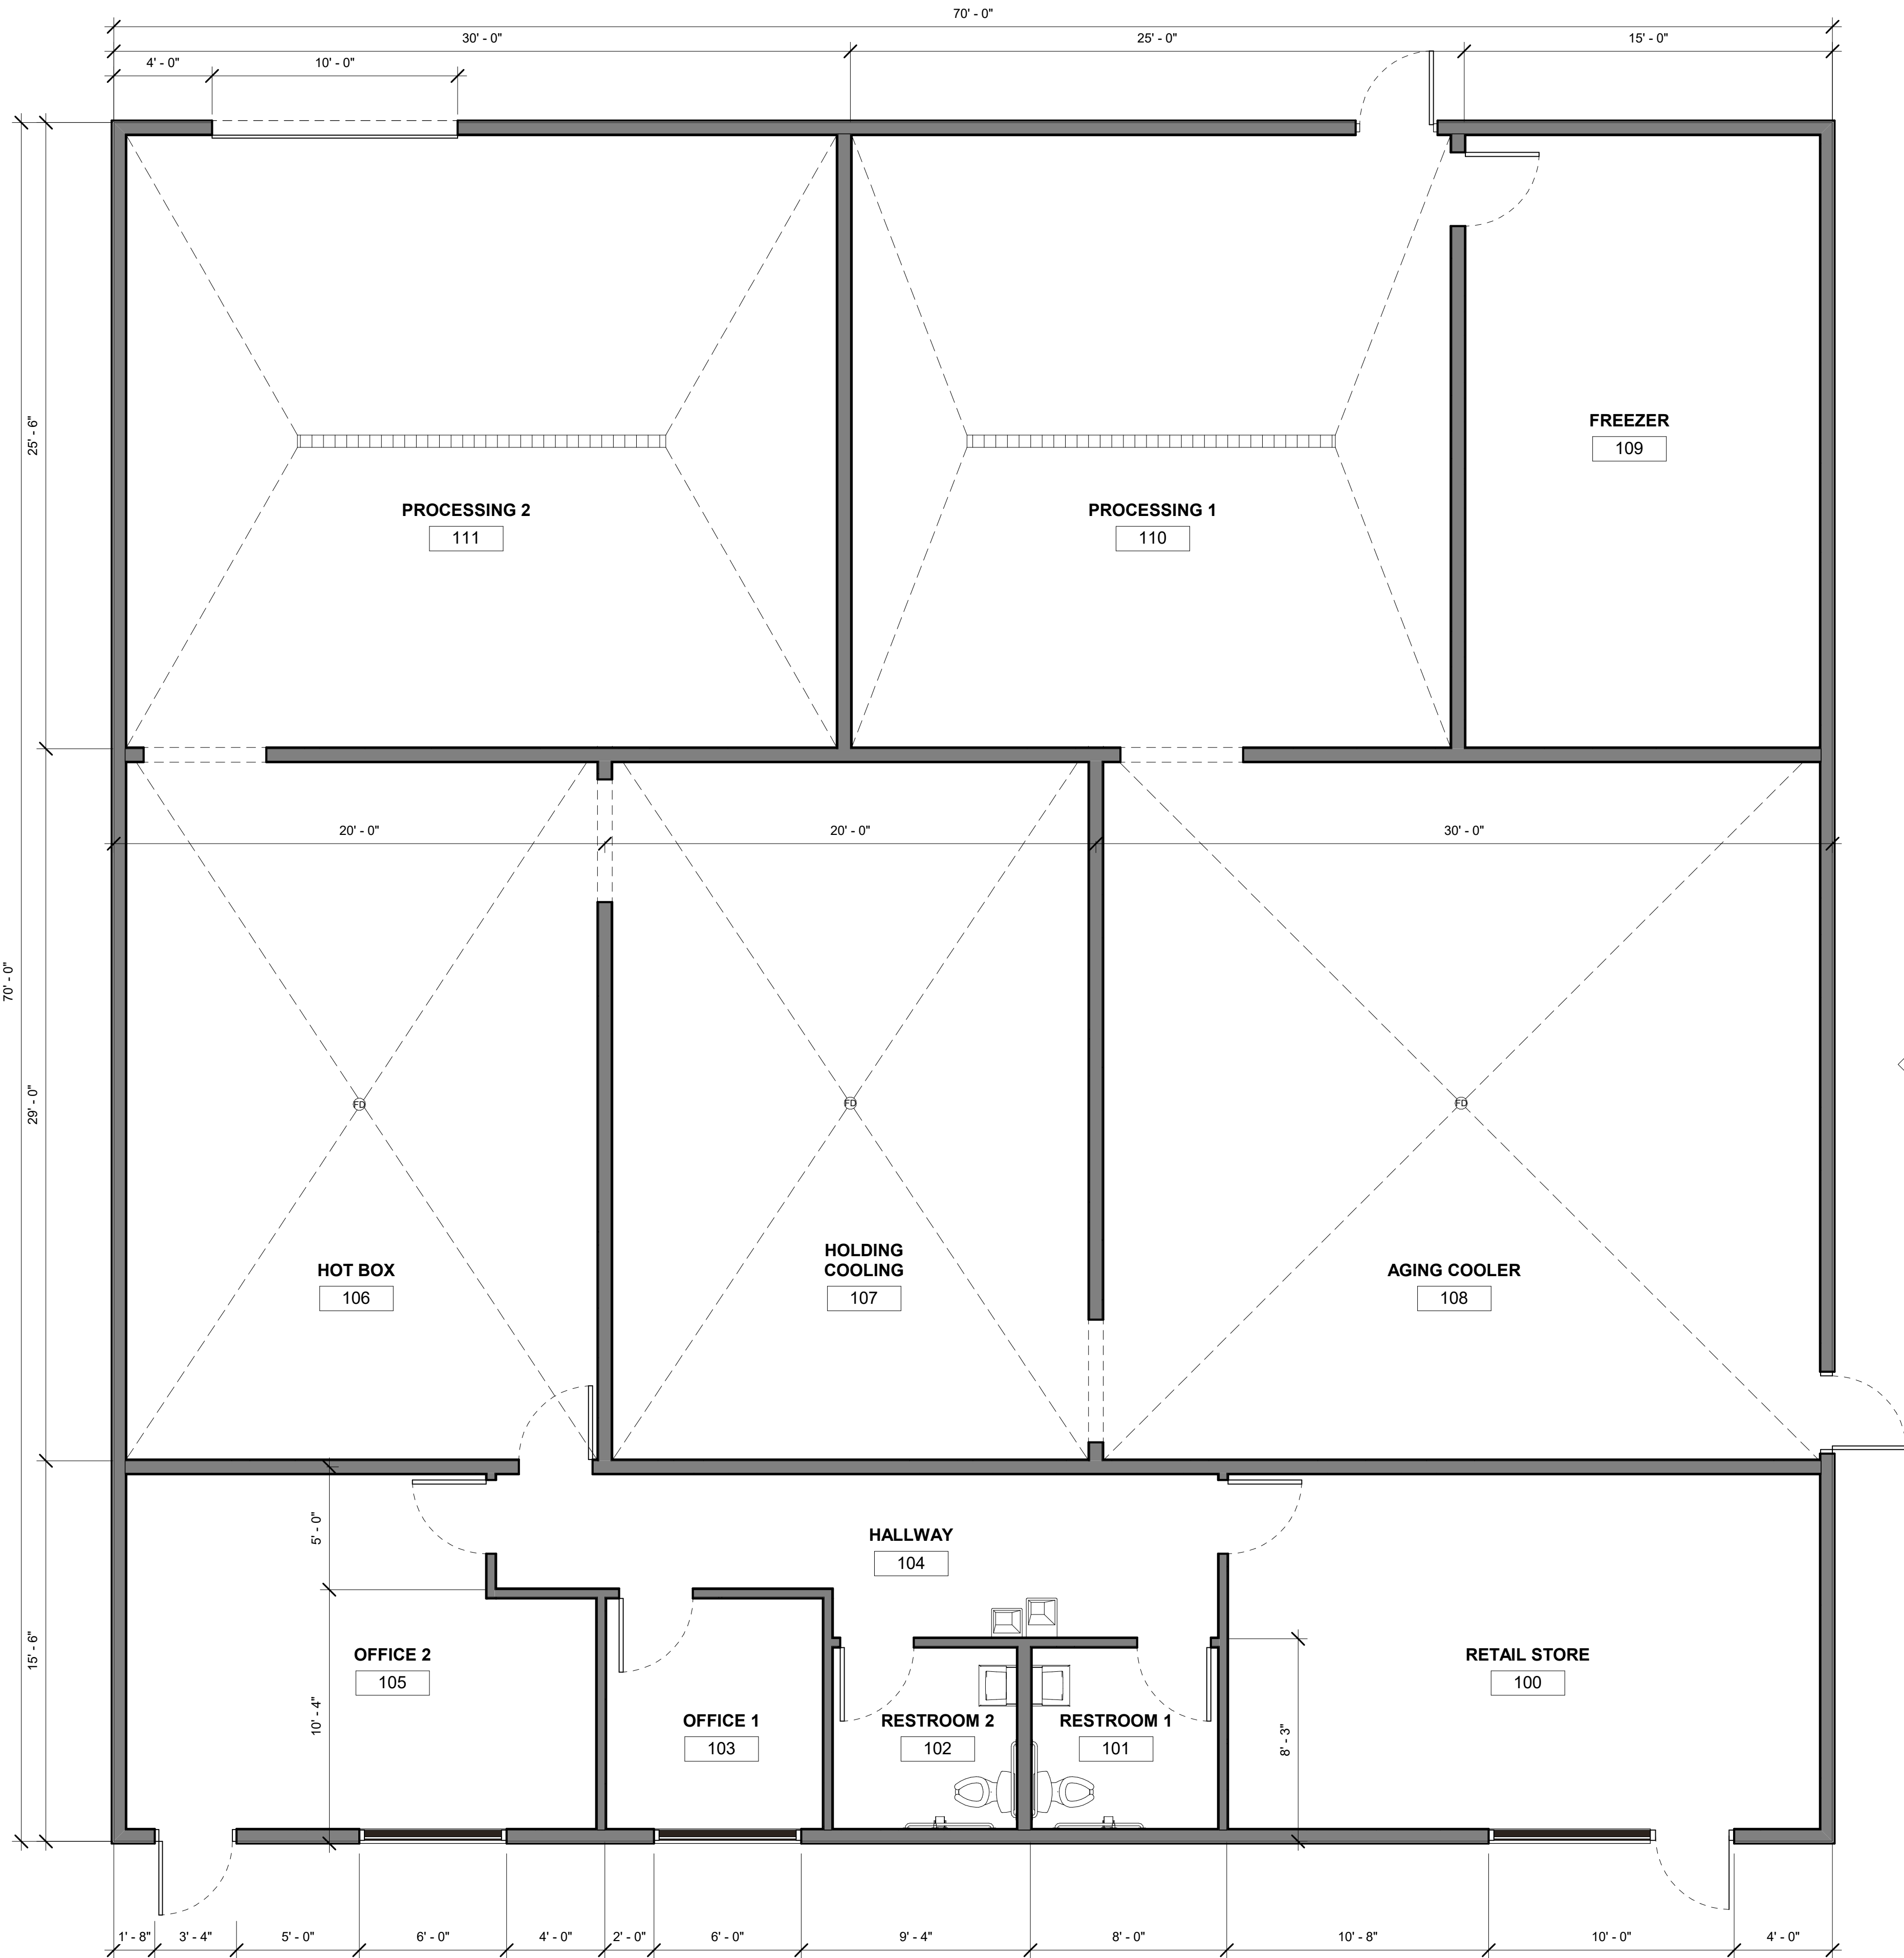 70' - 0"
30' - 0"
25' - 0"
15' - 0"
4' - 0"
10' - 0"
25' - 6"
FREEZER
109
PROCESSING 2
111
PROCESSING 1
110
20' - 0"
20' - 0"
30' - 0"
70' - 0"
29' - 0"
FD
FD
FD
HOT BOX
106
HOLDING
COOLING
107
AGING COOLER
108
5' - 0"
HALLWAY
104
15' - 6"
OFFICE 2
105
10' - 4"
OFFICE 1
103
RESTROOM 2
102
RESTROOM 1
101
8' - 3"
RETAIL STORE
100
1' - 8"
3' - 4"
5' - 0"
6' - 0"
4' - 0"
2' - 0"
6' - 0"
9' - 4"
8' - 0"
10' - 8"
10' - 0"
4' - 0"